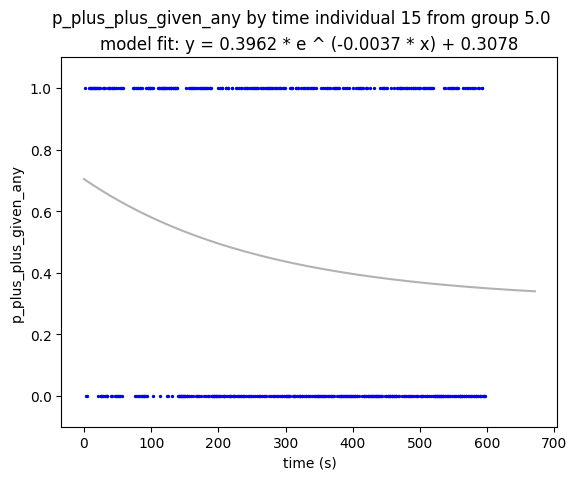 p_plus_plus_given_any by time individual 15 from group 5.0
model fit: y = 0.3962 * e ^ (-0.0037 * x) + 0.3078
1.0
0.8
0.6
0.4
0.2
0.0
p_plus_plus_given_any
0 100 200 300 400 500 600 700
time (s)